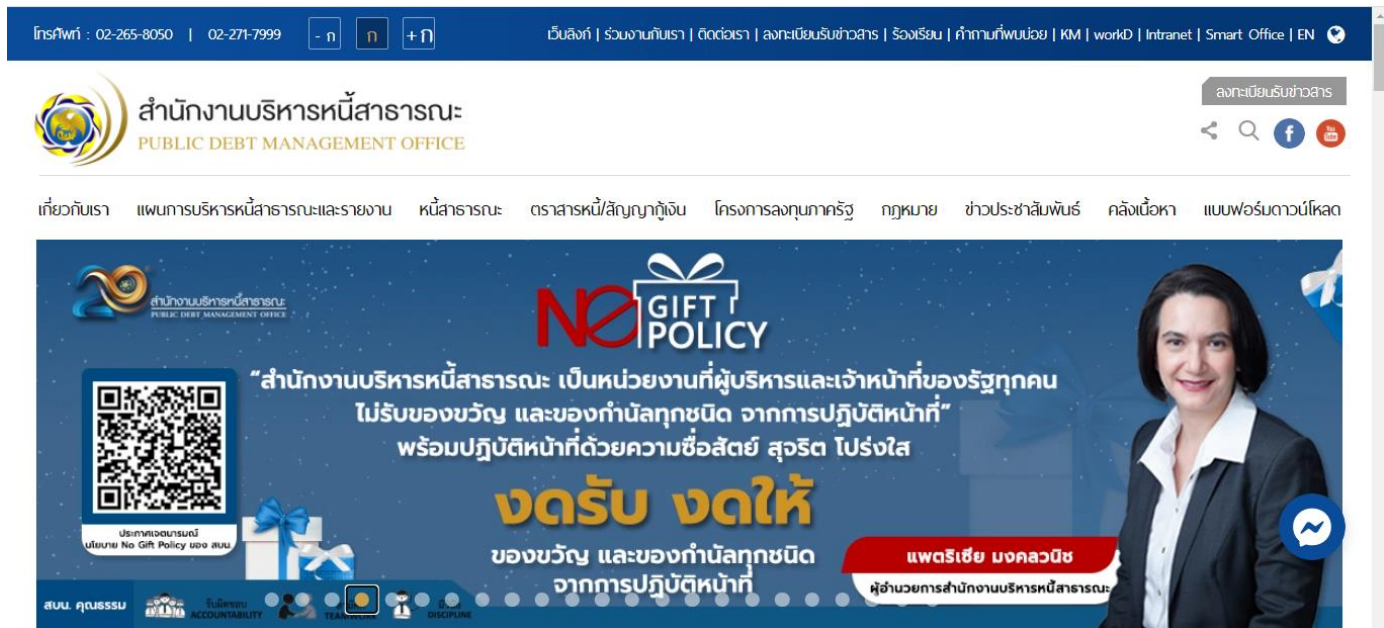 โทรศัพท์ : 02-265-8050 | 02-271-7999 - ก ก +ก เว็บลิงก์ | ร่วมงานกับเรา | ติดต่อเรา | ลงทะเบียนรับข่าวสาร | ร้องเรียน | คำถามที่พบบ่อย | KM | workD | Intranet | Smart Office | EN
ลงทะเบียนรับข่าวสาร
สำนักงานบริหารหนี้สาธารณะ
PUBLIC DEBT MANAGEMENT OFFICE
เกี่ยวกับเรา แผนการบริหารหนี้สาธารณะและรายงาน หนี้สาธารณะ ตราสารหนี้/สัญญากู้เงิน โครงการลงทุนภาครัฐ กฎหมาย ข่าวประชาสัมพันธ์ คลังเนื้อหา แบบฟอร์มดาวน์โหลด
20
สำนักงานบริหารหนี้สาธารณะ
PUBLIC DEBT MANAGEMENT OFFICE
NO GIFT
POLICY
"สำนักงานบริหารหนี้สาธารณะ เป็นหน่วยงานที่ผู้บริหารและเจ้าหน้าที่ของรัฐทุกคน
ไม่รับของขวัญ และของกำนัลทุกชนิด จากการปฏิบัติหน้าที่"
พร้อมปฏิบัติหน้าที่ด้วยความซื่อสัตย์ สุจริต โปร่งใส
งดรับ งดให้
ของขวัญ และของกำนัลทุกชนิด
จากการปฏิบัติหน้าที่
ประกาศเจตนารมณ์
นโยบาย No Gift Policy ของ สบน.
แพตริเซีย มงคลวนิช
ผู้อำนวยการสำนักงานบริหารหนี้สาธารณะ
สบน. คุณธรรม
รับผิดชอบ
ACCOUNTABILITY
TEAMWORK
DISCIPLINE